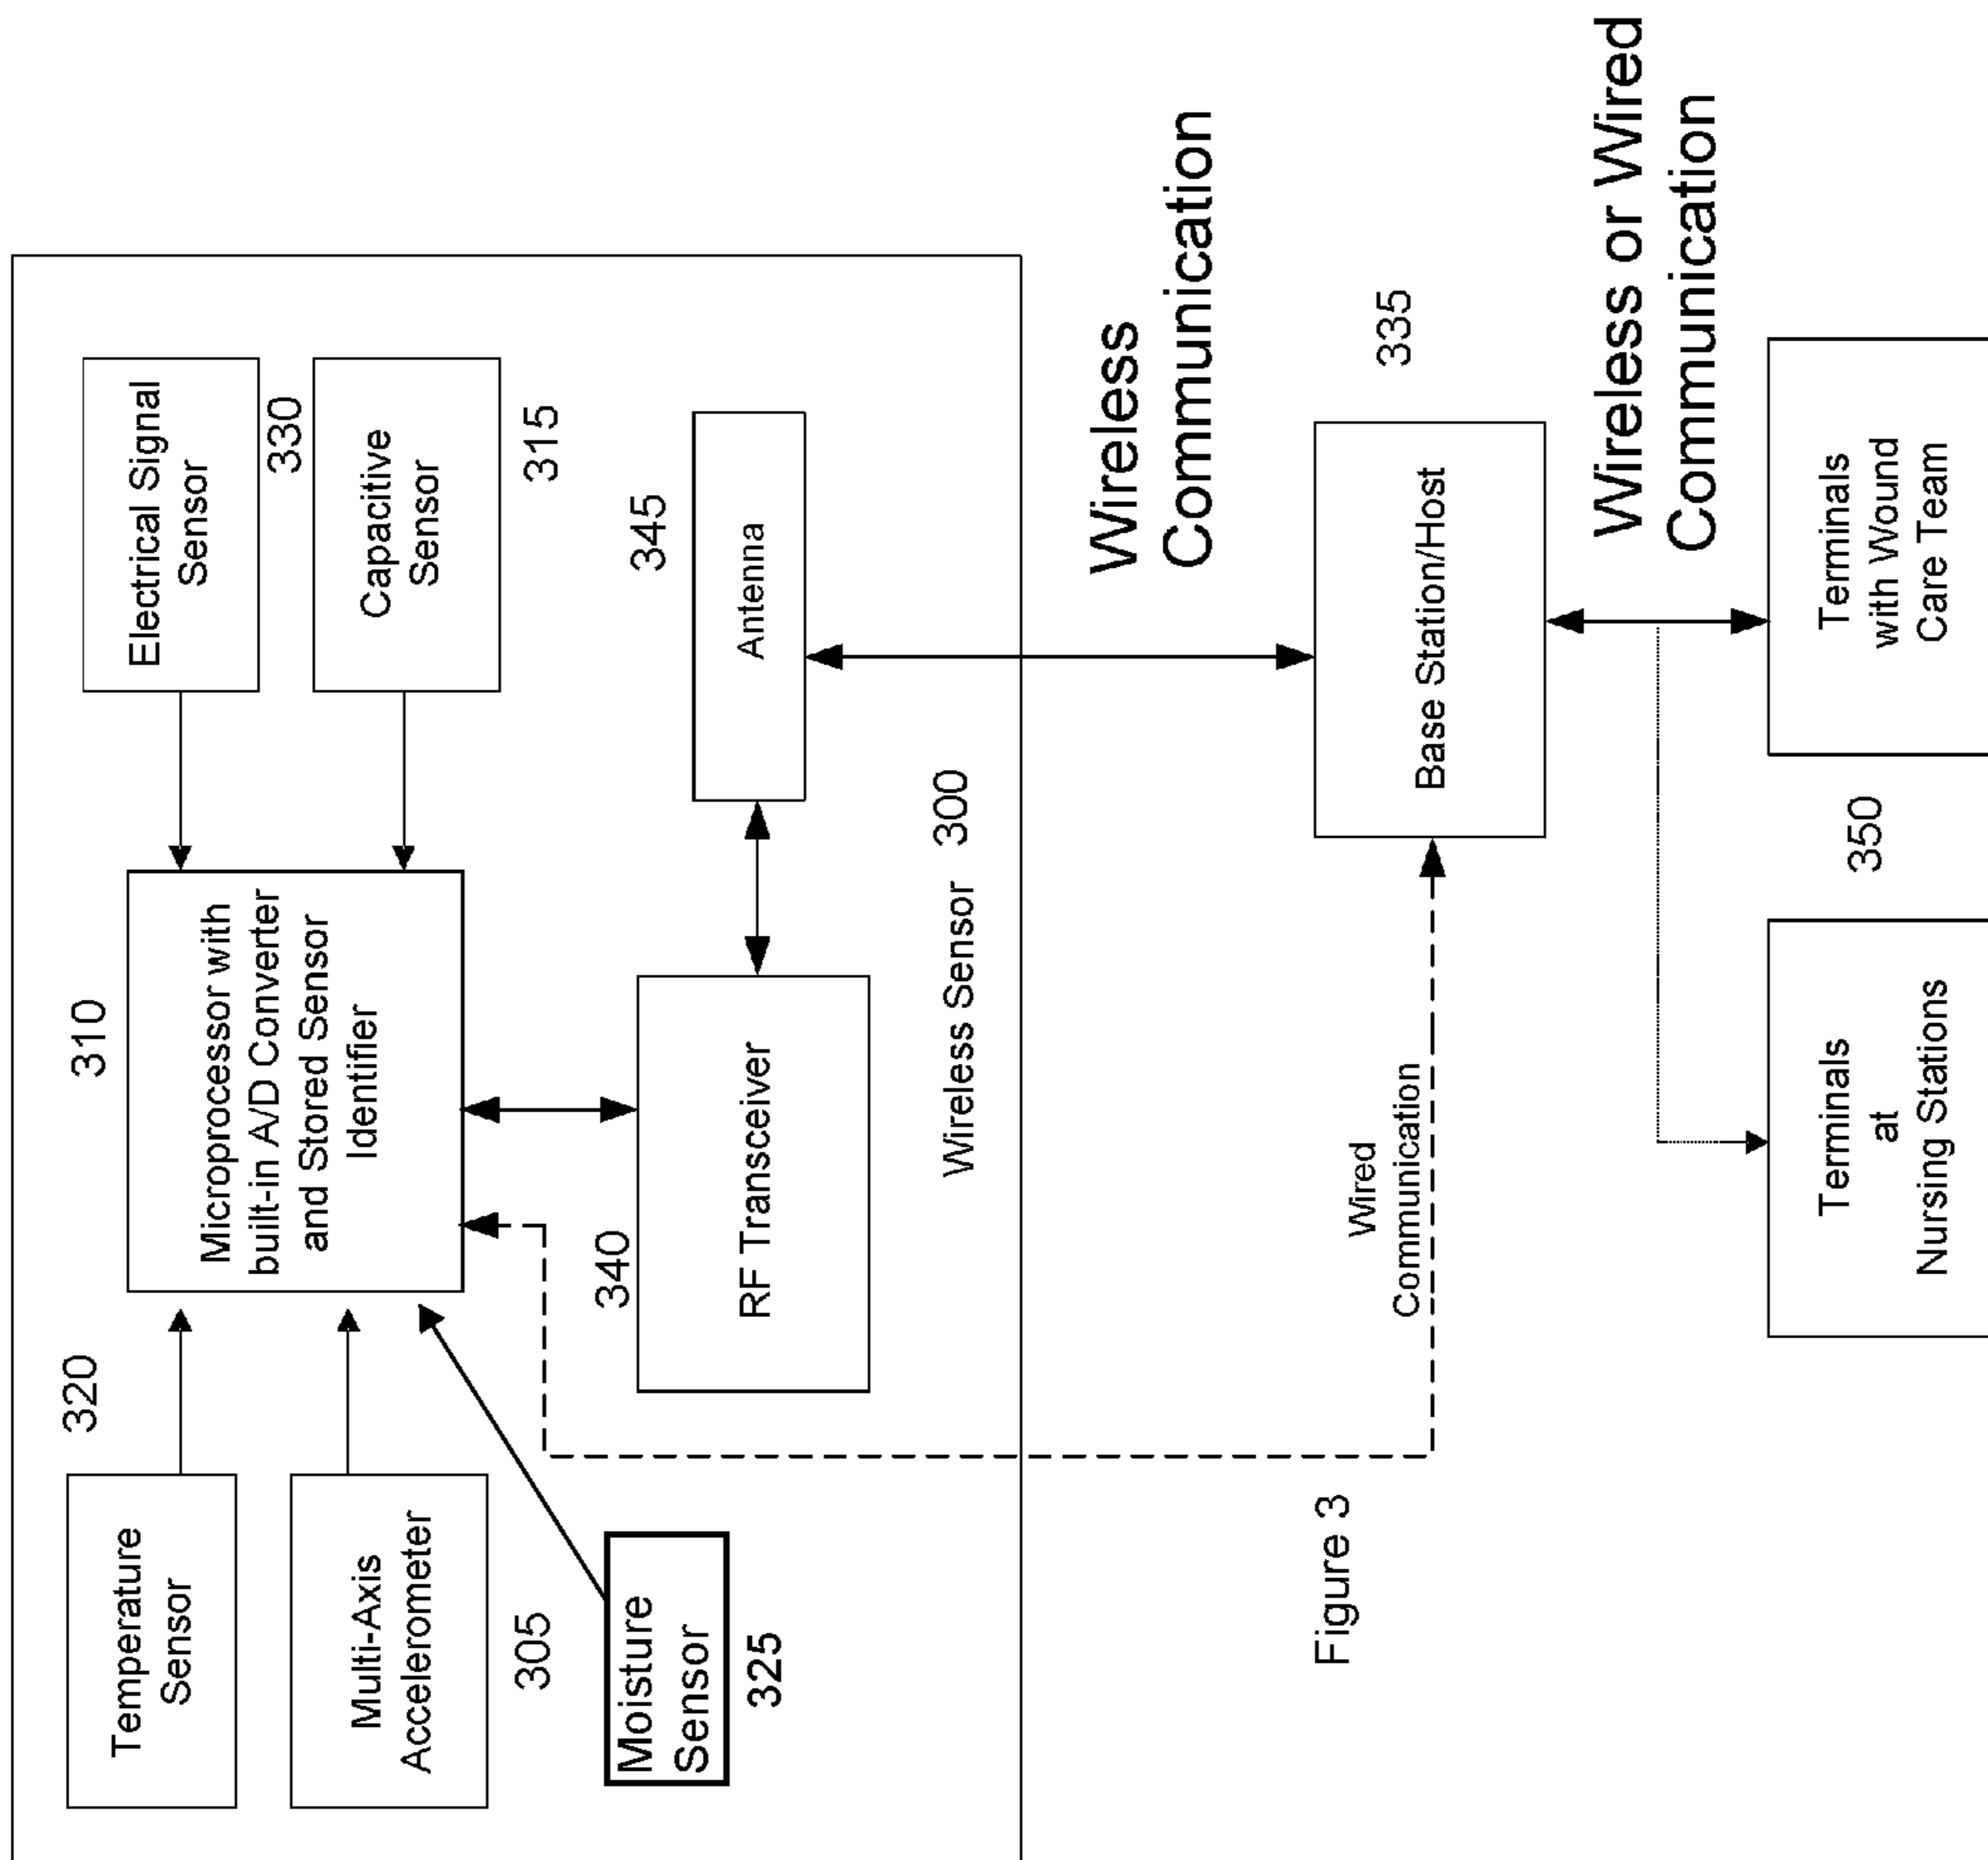 320
Temperature
Sensor
Multi-Axis
Accelerometer
305
Moisture
Sensor
325
310
Microprocessor with
built-in A/D Converter
and Stored Sensor
Identifier
Electrical Signal
Sensor
330
Capacitive
Sensor
315
340
RF Transceiver
345
Antenna
Wireless Sensor 300
Wireless
Communication
Wired
Communication
335
Base Station/Host
Wireless or Wired
Communication
Terminals
at
Nursing Stations
350
Terminals
with Wound
Care Team
Figure 3